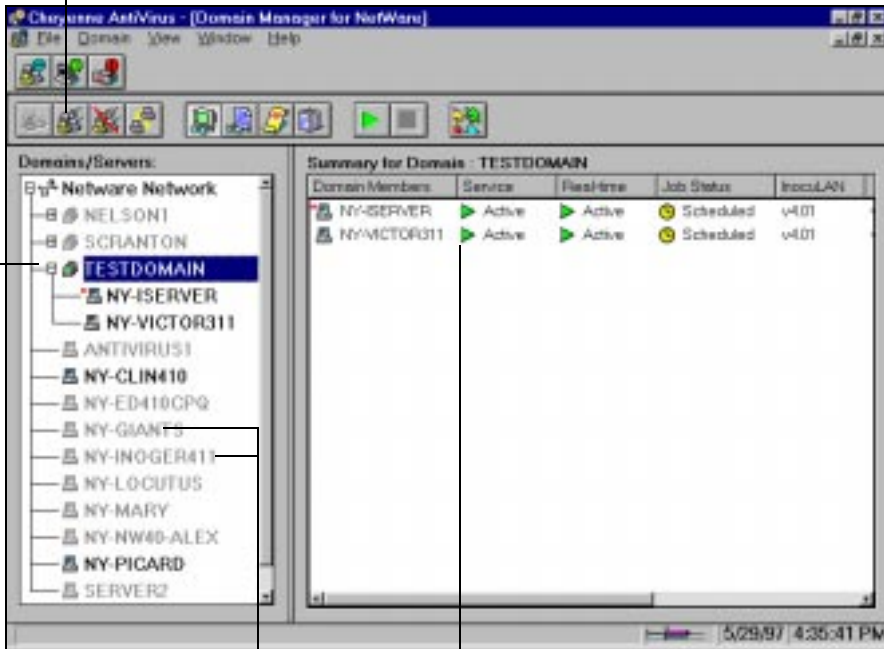 Cheyenne AntiVirus - [Domain Manager for NetWare]
File Domain View Window Help
Domains/Servers:
Netware Network
NELSON1
SCRANTON
TESTDOMAIN
NY-ISERVER
NY-VICTOR311
ANTIVIRUS1
NY-CLIN410
NY-ED410CPQ
NY-GIANTS
NY-INOGER411
NY-LOCUTUS
NY-MARY
NY-NW40-ALEX
NY-PICARD
SERVER2
Summary for Domain : TESTDOMAIN
Domain Members Service Real-time Job Status InocuLAN
NY-ISERVER Active Active Scheduled v4.01
NY-VICTOR311 Active Active Scheduled v4.01
5/29/97 4:35:41 PM